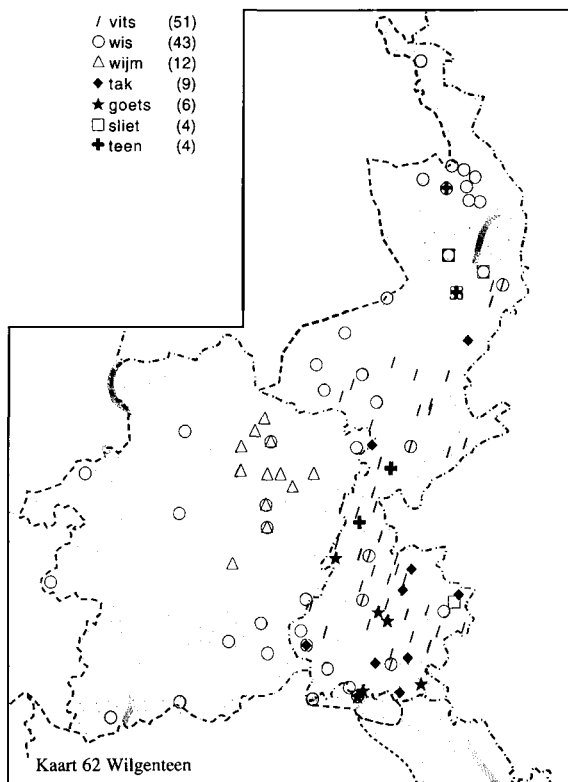 / vits (51)
○ wis (43)
△ wijm (12)
◆ tak (9)
★ goets (6)
□ sliet (4)
✚ teen (4)
Kaart 62 Wilgenteen